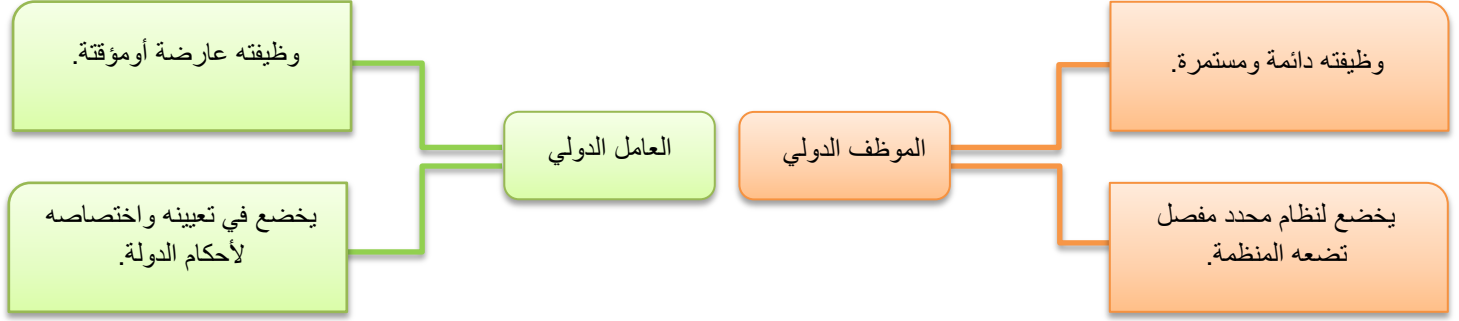 الموظف الدولي
وظيفته دائمة ومستمرة.
يخضع لنظام محدد مفصل
تضعه المنظمة.
العامل الدولي
وظيفته عارضة أومؤقتة.
يخضع في تعيينه واختصاصه
لأحكام الدولة.